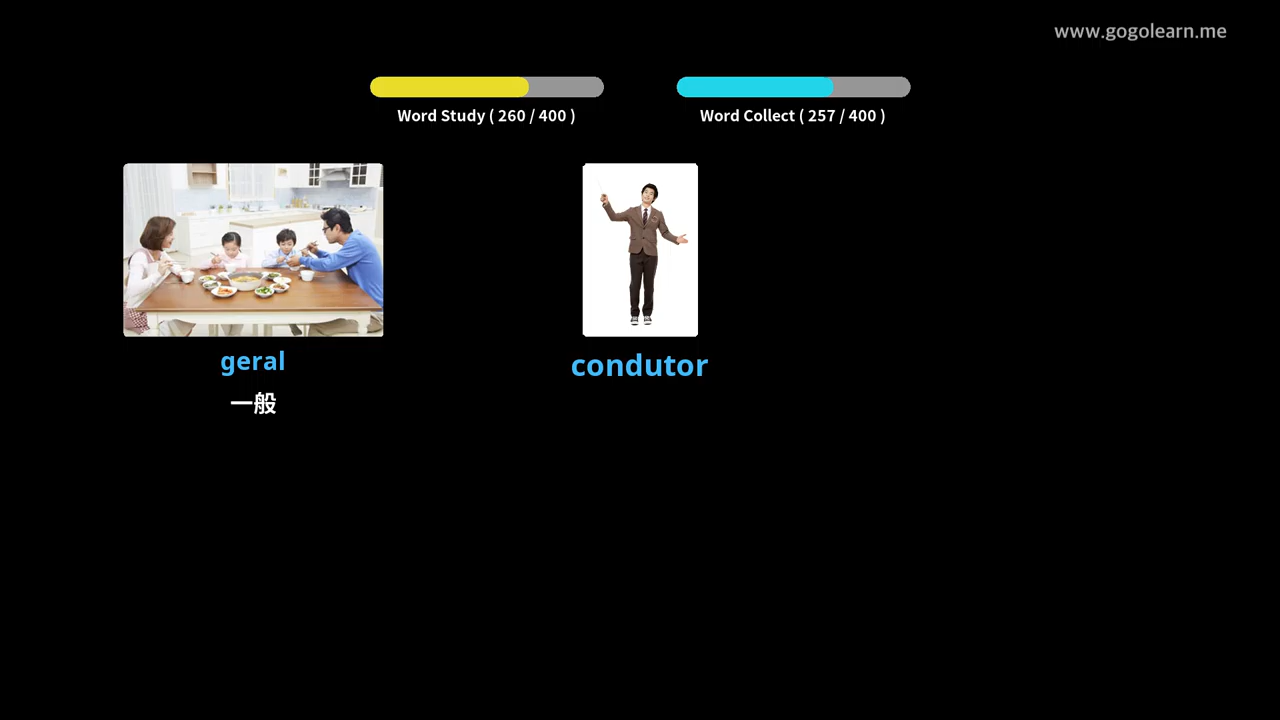 www.gogolearn.me
Word Study ( 260 / 400 )
Word Collect ( 257 / 400 )
geral
condutor
一般